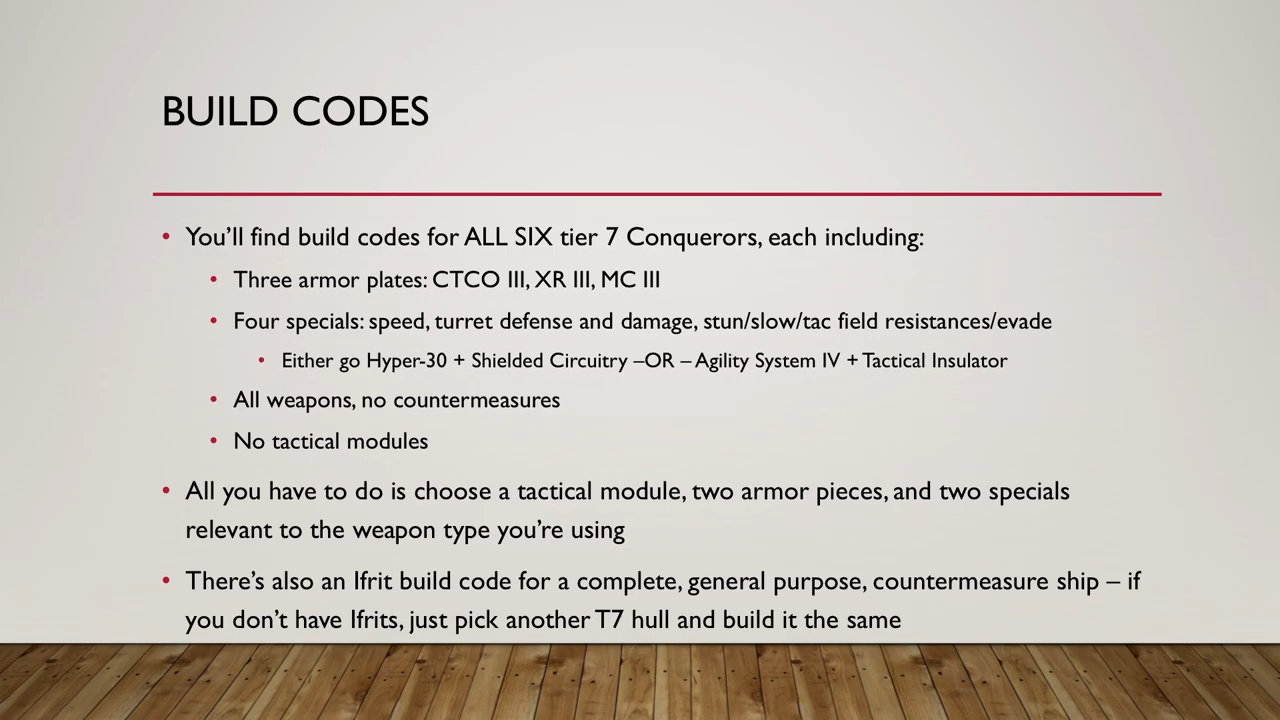 BUILD CODES
• You'll find build codes for ALL SIX tier 7 Conquerors, each including:
• Three armor plates: CTCO III, XR III, MC III
• Four specials: speed, turret defense and damage, stun/slow/tac field resistances/evade
• Either go Hyper-30 + Shielded Circuitry –OR – Agility System IV + Tactical Insulator
• All weapons, no countermeasures
• No tactical modules
• All you have to do is choose a tactical module, two armor pieces, and two specials
relevant to the weapon type you're using
• There's also an Ifrit build code for a complete, general purpose, countermeasure ship – if
you don't have Ifrits, just pick another T7 hull and build it the same